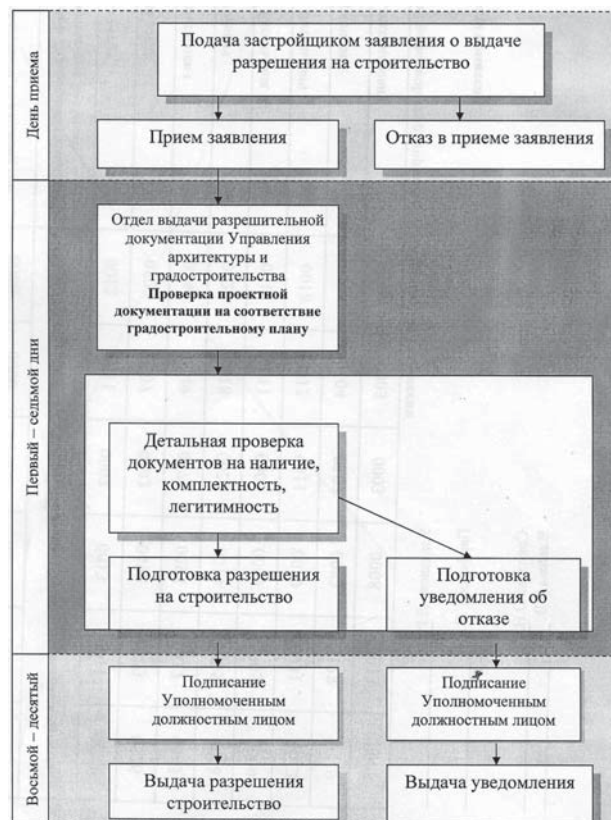 День приема
Подача застройщиком заявления о выдаче
разрешения на строительство
Прием заявления
Отказ в приеме заявления
Первый – седьмой дни
Отдел выдачи разрешительной
документации Управления
архитектуры и
градостроительства
Проверка проектной
документации на соответствие
градостроительному плану
Детальная проверка
документов на наличие,
комплектность,
легитимность
Подготовка разрешения
на строительство
Подготовка
уведомления об
отказе
Восьмой – десятый
Подписание
Уполномоченным
должностным лицом
Подписание
Уполномоченным
должностным лицом
Выдача разрешения
строительство
Выдача уведомления